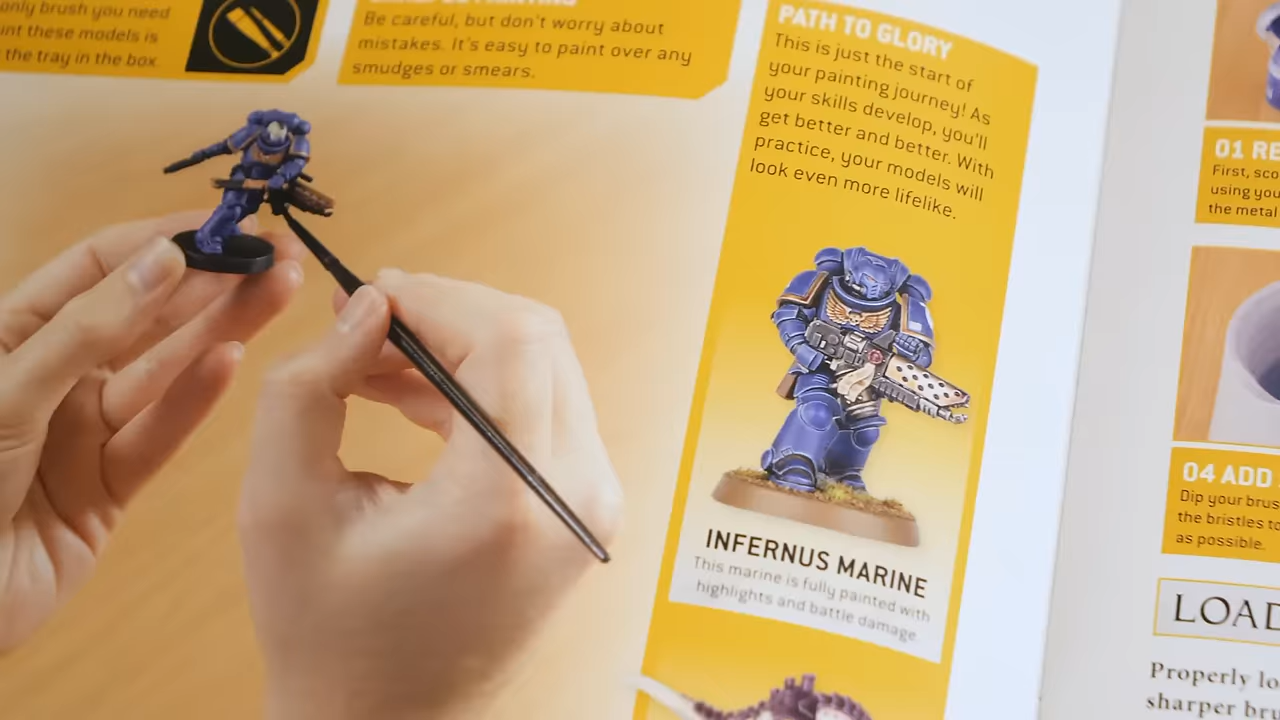 only brush you need
int these models is
the tray in the box.
Be careful, but don't worry about
mistakes. It's easy to paint over any
smudges or smears.
PATH TO GLORY
This is just the start of
your painting journey! As
your skills develop, you'll
get better and better. With
practice, your models will
look even more lifelike.
INFERNUS MARINE
This marine is fully painted with
highlights and battle damage.
01 RE
First, sco
using you
the metal
04 ADD
Dip your brus
the bristles to
as possible.
LOAD
Properly lo
sharper bru